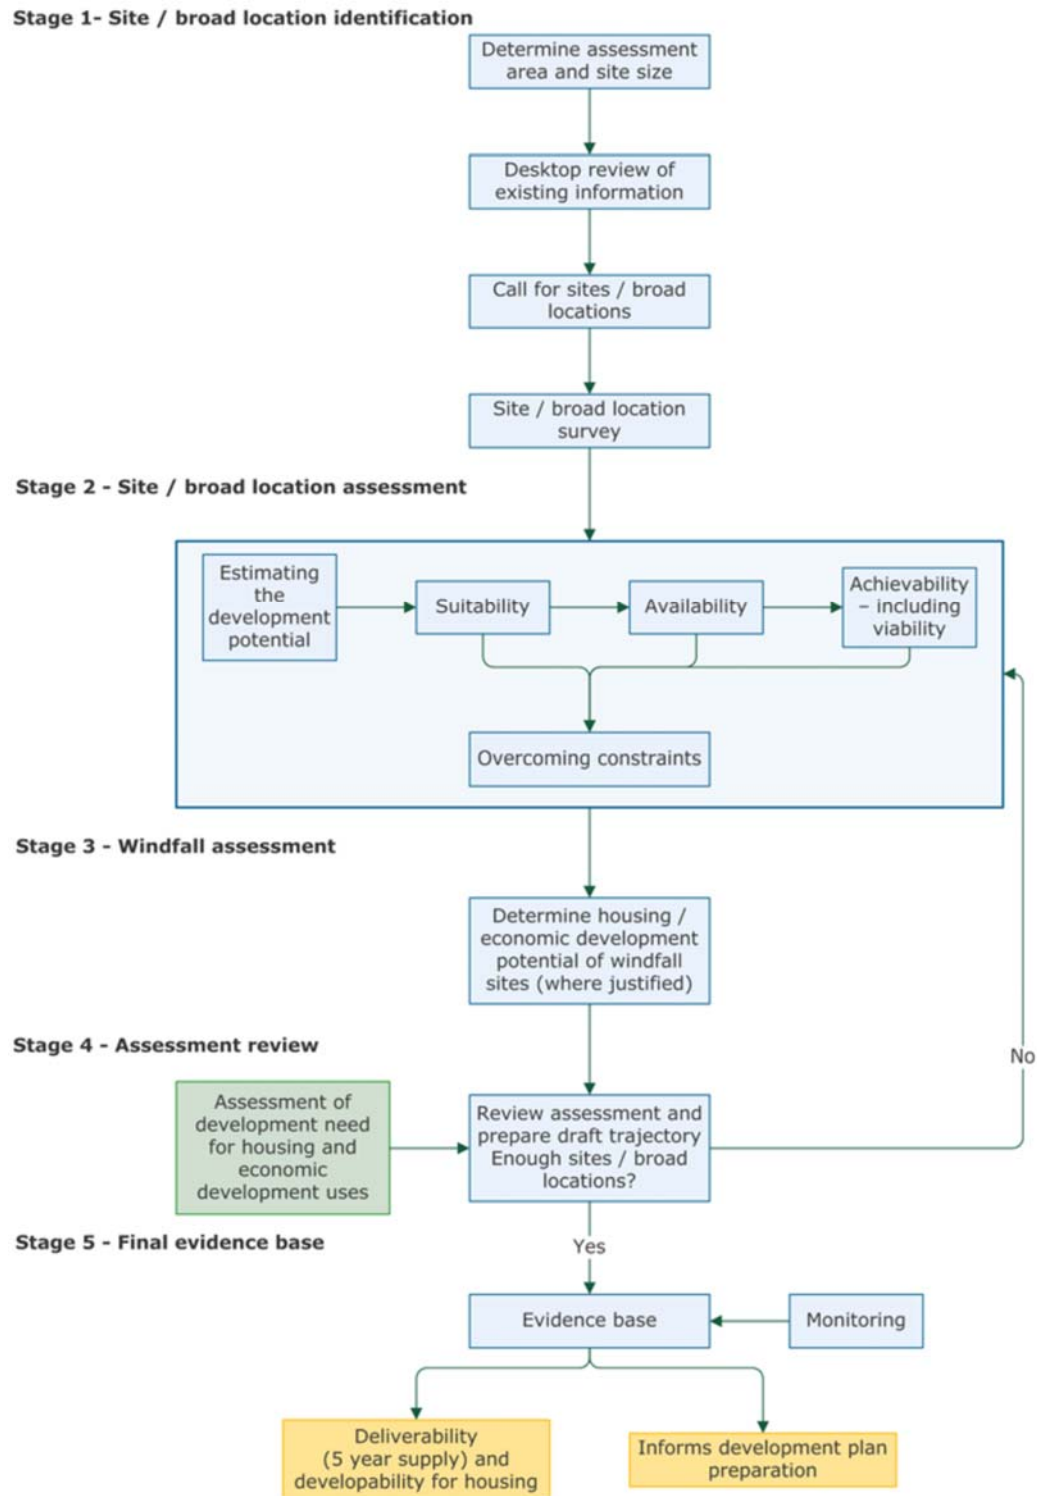 Stage 1- Site / broad location identification
Determine assessment
area and site size
Desktop review of
existing information
Call for sites / broad
locations
Site / broad location
survey
Stage 2 - Site / broad location assessment
Estimating
the
development
potential
Suitability
Availability
Achievability
– including
viability
Overcoming constraints
Stage 3 - Windfall assessment
Determine housing /
economic development
potential of windfall
sites (where justified)
Stage 4 - Assessment review
No
Assessment of
development need
for housing and
economic
development uses
Review assessment and
prepare draft trajectory
Enough sites / broad
locations?
Stage 5 - Final evidence base
Yes
Evidence base
Monitoring
Deliverability
(5 year supply) and
developability for housing
Informs development plan
preparation